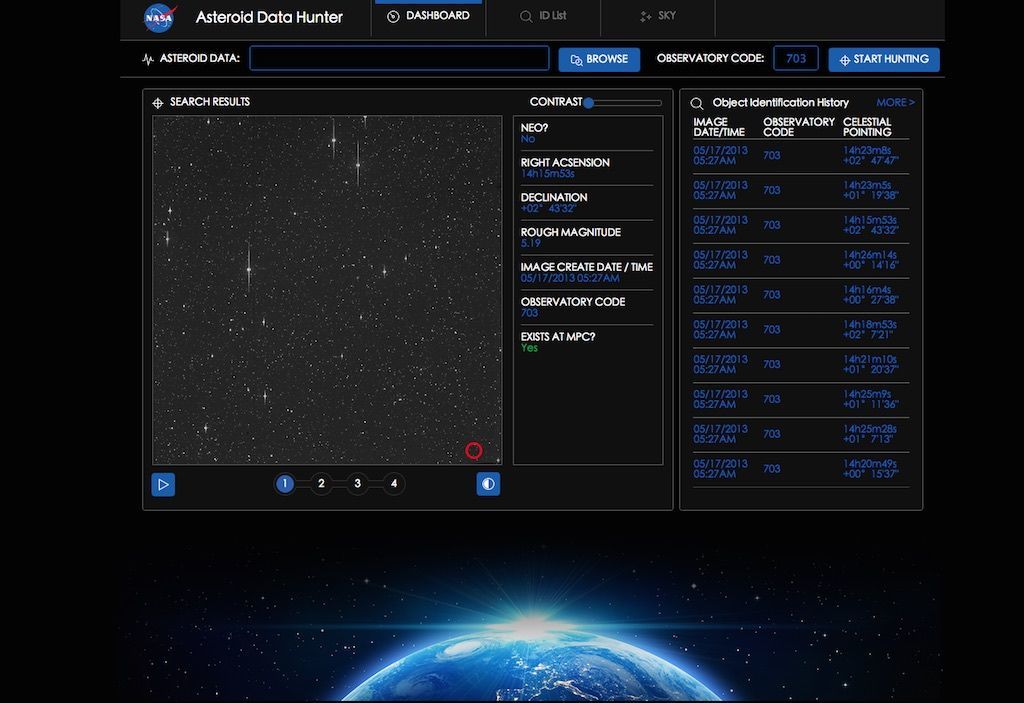 NASA
Asteroid Data Hunter
DASHBOARD
ID List
SKY
ASTEROID DATA:
BROWSE
OBSERVATORY CODE:
703
START HUNTING
SEARCH RESULTS
CONTRAST
NEO?
No
RIGHT ACSENSION
14h15m53s
DECLINATION
+02° 43'32"
ROUGH MAGNITUDE
5.19
IMAGE CREATE DATE / TIME
05/17/2013 05:27AM
OBSERVATORY CODE
703
EXISTS AT MPC?
Yes
1 2 3 4
Object Identification History
MORE >
IMAGE DATE/TIME
OBSERVATORY CODE
CELESTIAL POINTING
05/17/2013 05:27AM 703 14h23m8s +02° 47'47"
05/17/2013 05:27AM 703 14h23m5s +01° 19'38"
05/17/2013 05:27AM 703 14h15m53s +02° 43'32"
05/17/2013 05:27AM 703 14h26m14s +00° 14'16"
05/17/2013 05:27AM 703 14h16m4s +00° 27'38"
05/17/2013 05:27AM 703 14h18m53s +02° 7'21"
05/17/2013 05:27AM 703 14h21m10s +01° 20'37"
05/17/2013 05:27AM 703 14h25m9s +01° 11'36"
05/17/2013 05:27AM 703 14h25m28s +01° 7'13"
05/17/2013 05:27AM 703 14h20m49s +00° 15'37"